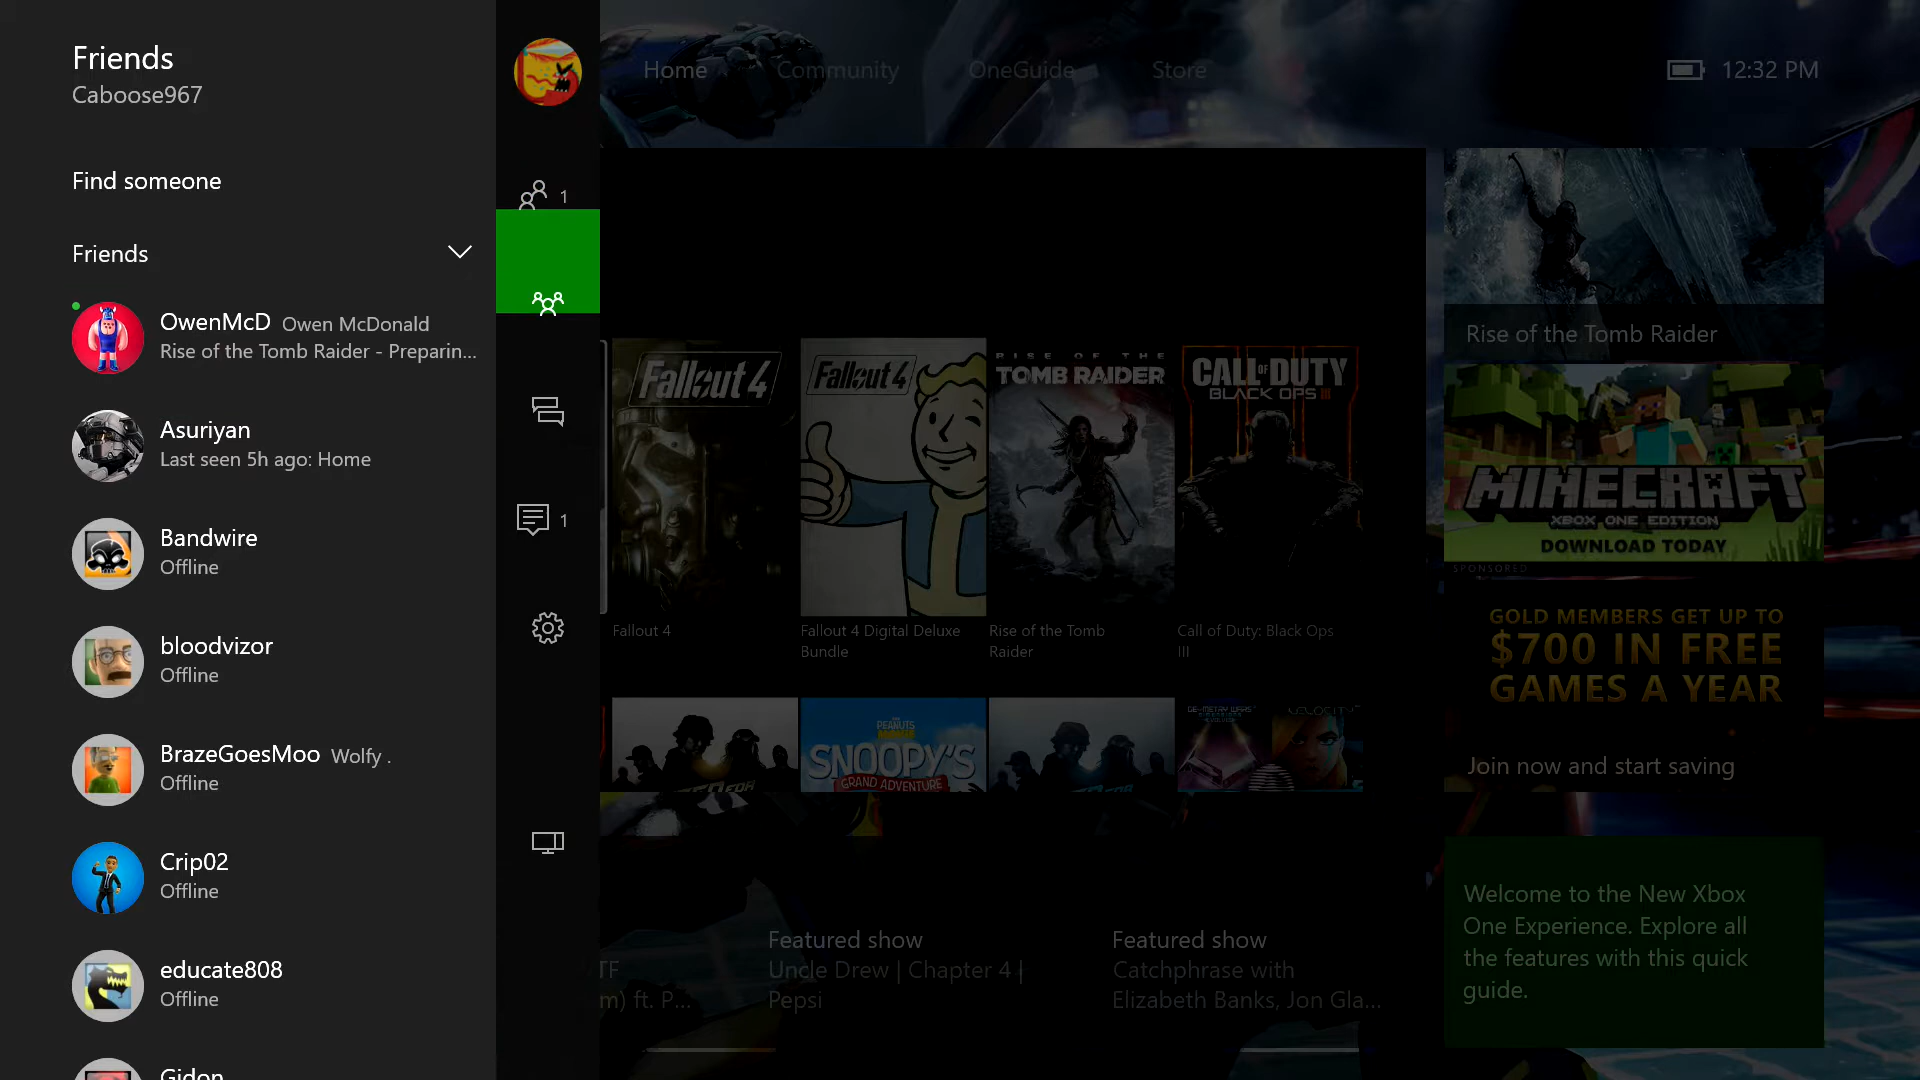 Friends
Caboose967
Find someone
Friends
OwenMcD Owen McDonald
Rise of the Tomb Raider - Preparin...
Asuriyan
Last seen 5h ago: Home
Bandwire
Offline
bloodvizor
Offline
BrazeGoesMoo Wolfy .
Offline
Crip02
Offline
educate808
Offline
Gidon
1
1
Home Community OneGuide Store
12:32 PM
Fallout 4
Fallout 4
RISE OF THE
TOMB RAIDER
CALL OF DUTY
BLACK OPS III
Fallout 4
Fallout 4 Digital Deluxe
Bundle
Rise of the Tomb
Raider
Call of Duty: Black Ops
III
PEANUTS
MOVIE
SNOOPY'S
GRAND ADVENTURE
GEOMETRY WARS
VELOCITY
TF
m) ft. P...
Featured show
Uncle Drew | Chapter 4 |
Pepsi
Featured show
Catchphrase with
Elizabeth Banks, Jon Gla...
Rise of the Tomb Raider
MINECRAFT
XBOX ONE EDITION
DOWNLOAD TODAY
SPONSORED
GOLD MEMBERS GET UP TO
$700 IN FREE
GAMES A YEAR
Join now and start saving
Welcome to the New Xbox
One Experience. Explore all
the features with this quick
guide.